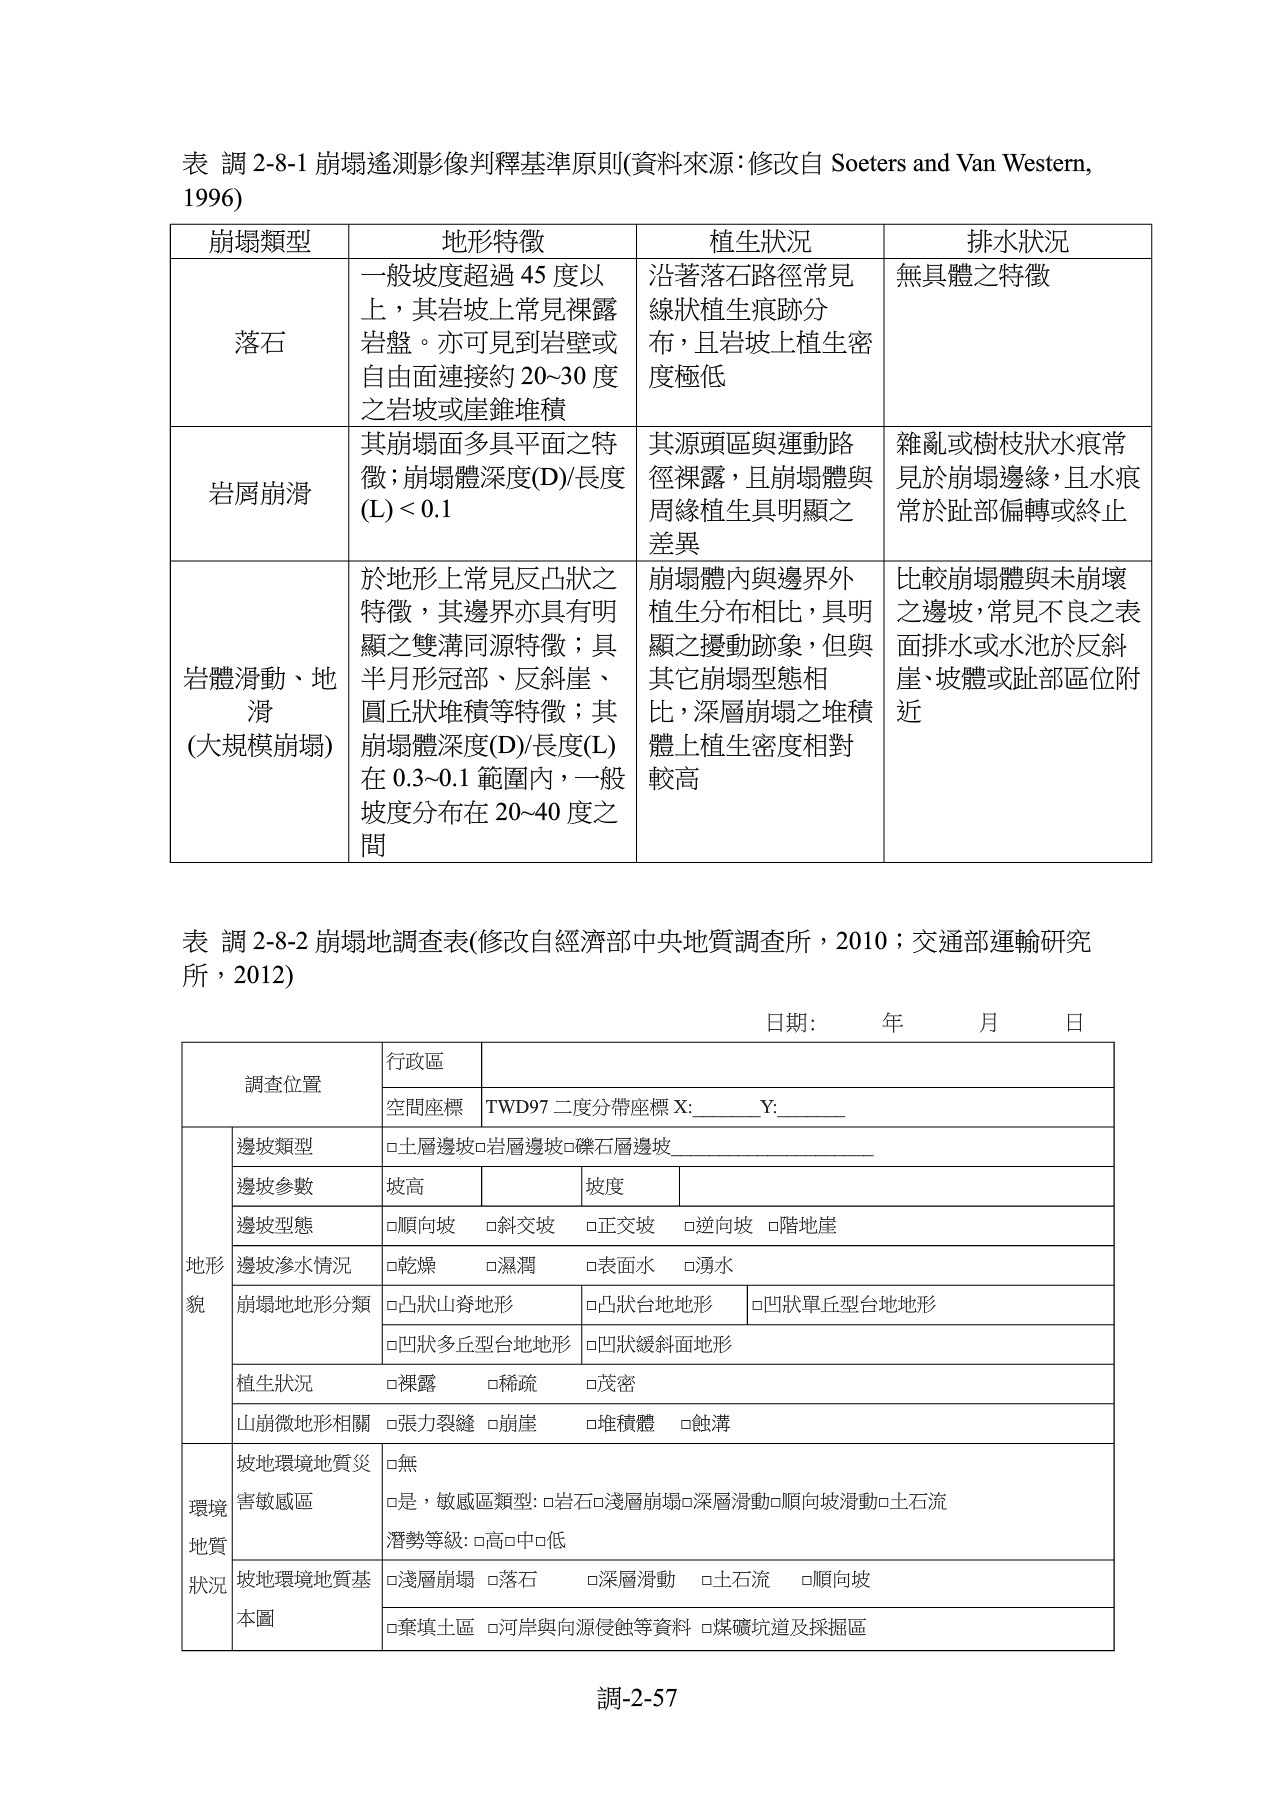 表 調 2-8-1 崩塌遙測影像判釋基準原則(資料來源：修改自 Soeters and Van Western,
1996)
崩塌類型 地形特徵 植生狀況 排水狀況
落石
一般坡度超過 45 度以
上，其岩坡上常見裸露
岩盤。亦可見到岩壁或
自由面連接約 20~30 度
之岩坡或崖錐堆積
沿著落石路徑常見
線狀植生痕跡分
布，且岩坡上植生密
度極低
無具體之特徵
岩屑崩滑
其崩塌面多具平面之特
徵；崩塌體深度(D)/長度
(L) < 0.1
其源頭區與運動路
徑裸露，且崩塌體與
周緣植生具明顯之
差異
雜亂或樹枝狀水痕常
見於崩塌邊緣，且水痕
常於趾部偏轉或終止
岩體滑動、地
滑
(大規模崩塌)
於地形上常見反凸狀之
特徵，其邊界亦具有明
顯之雙溝同源特徵；具
半月形冠部、反斜崖、
圓丘狀堆積等特徵；其
崩塌體深度(D)/長度(L)
在 0.3~0.1 範圍內，一般
坡度分布在 20~40 度之
間
崩塌體內與邊界外
植生分布相比，具明
顯之擾動跡象，但與
其它崩塌型態相
比，深層崩塌之堆積
體上植生密度相對
較高
比較崩塌體與未崩壞
之邊坡，常見不良之表
面排水或水池於反斜
崖、坡體或趾部區位附
近
表 調 2-8-2 崩塌地調查表(修改自經濟部中央地質調查所，2010；交通部運輸研究
所，2012)
日期： 年 月 日
調查位置
行政區
空間座標 TWD97 二度分帶座標 X:_______Y:_______
地形
貌
邊坡類型 □土層邊坡□岩層邊坡□礫石層邊坡_____________________
邊坡參數 坡高 坡度
邊坡型態 □順向坡 □斜交坡 □正交坡 □逆向坡 □階地崖
邊坡滲水情況 □乾燥 □濕潤 □表面水 □湧水
崩塌地地形分類 □凸狀山脊地形 □凸狀台地地形 □凹狀單丘型台地地形
□凹狀多丘型台地地形 □凹狀緩斜面地形
植生狀況 □裸露 □稀疏 □茂密
山崩微地形相關 □張力裂縫 □崩崖 □堆積體 □蝕溝
環境
地質
狀況
坡地環境地質災
害敏感區
□無
□是，敏感區類型: □岩石□淺層崩塌□深層滑動□順向坡滑動□土石流
潛勢等級: □高□中□低
坡地環境地質基
本圖
□淺層崩塌 □落石 □深層滑動 □土石流 □順向坡
□棄填土區 □河岸與向源侵蝕等資料 □煤礦坑道及採掘區
調-2-57